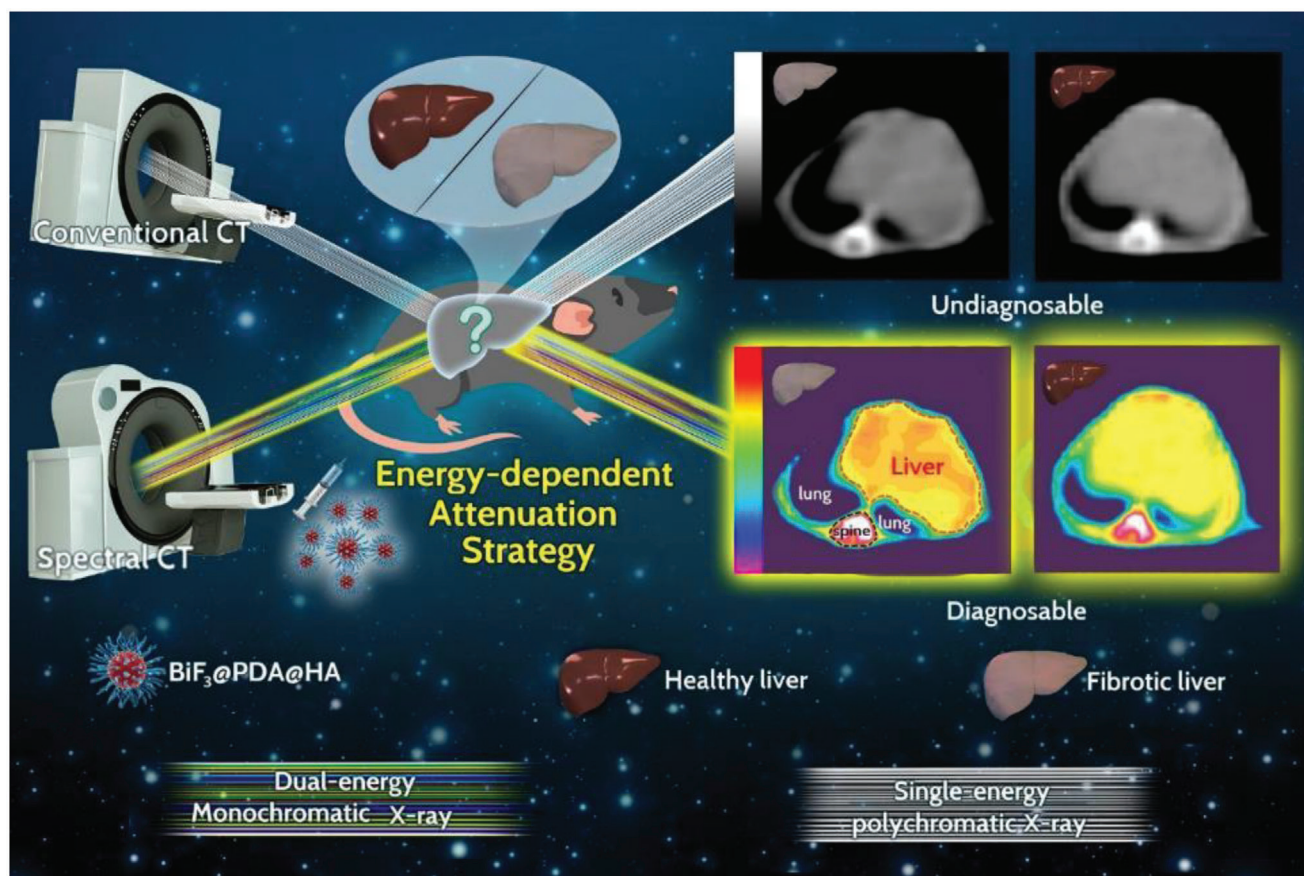 Conventional CT
?
Undiagnosable
Spectral CT
Energy-dependent
Attenuation
Strategy
Liver
lung
lung
spine
Diagnosable
BiF₃@PDA@HA
Healthy liver
Fibrotic liver
Dual-energy
Monochromatic X-ray
Single-energy
polychromatic X-ray